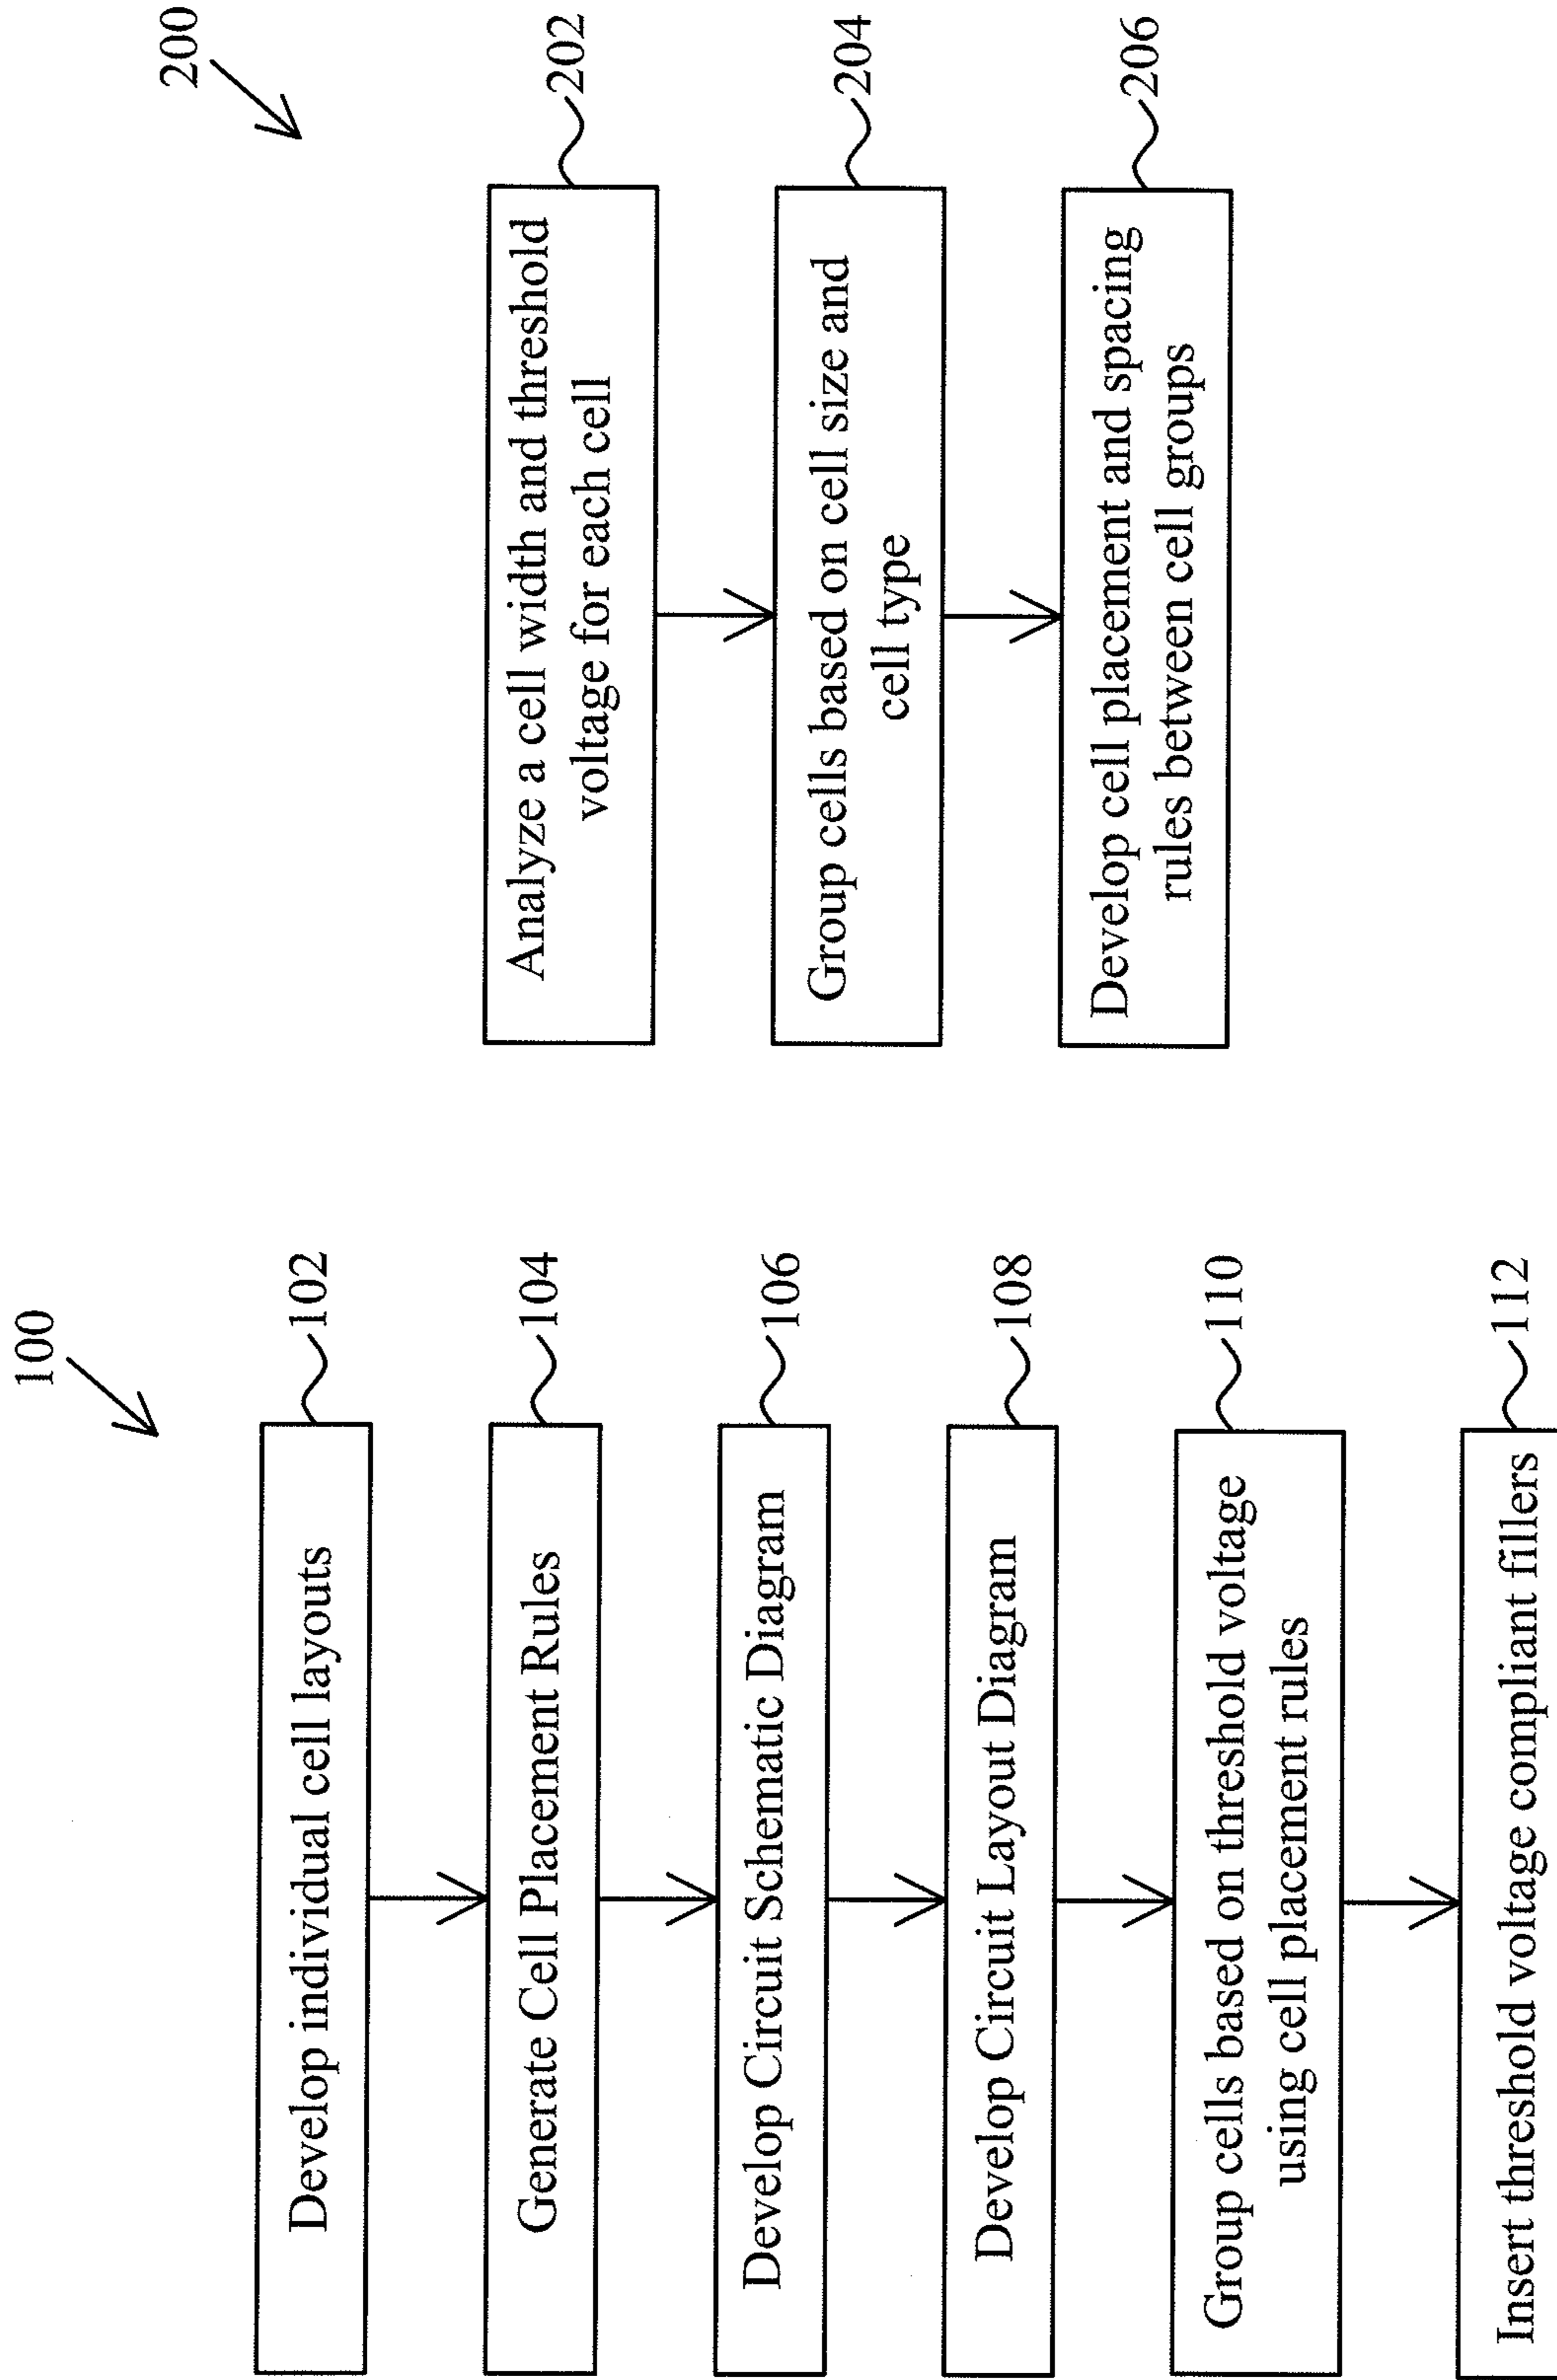 100
Develop individual cell layouts
102
Generate Cell Placement Rules
104
Develop Circuit Schematic Diagram
106
Develop Circuit Layout Diagram
108
Group cells based on threshold voltage
using cell placement rules
110
Insert threshold voltage compliant fillers
112
200
Analyze a cell width and threshold
voltage for each cell
202
Group cells based on cell size and
cell type
204
Develop cell placement and spacing
rules between cell groups
206